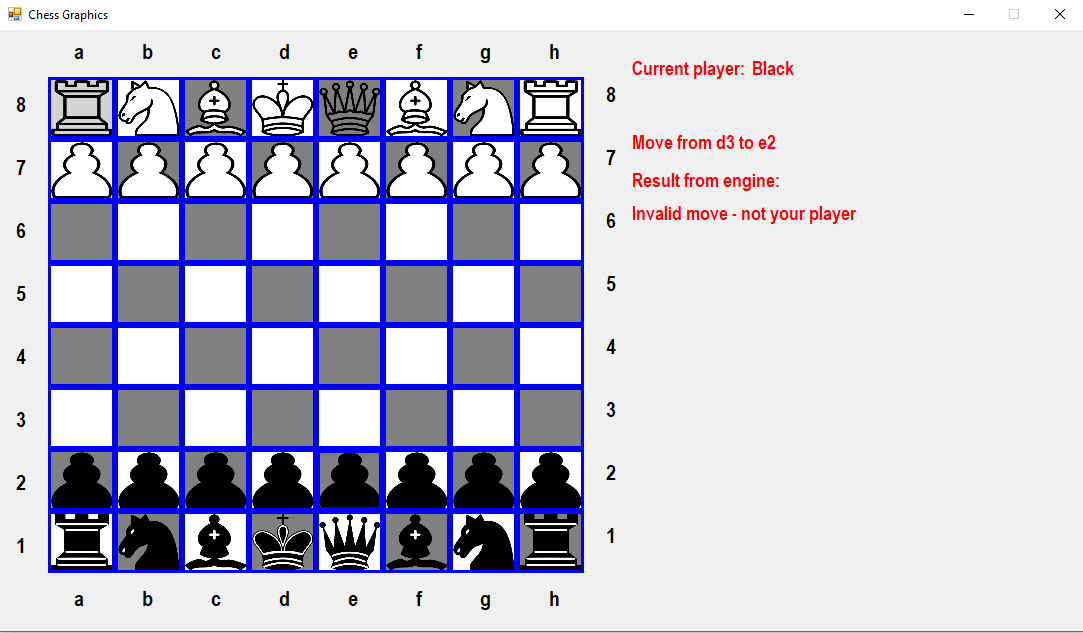 Chess Graphics
a b c d e f g h
Current player: Black
8 8
7 Move from d3 to e2
7
Result from engine:
6 6 Invalid move - not your player
5 5
4 4
3 3
2 2
1 1
a b c d e f g h